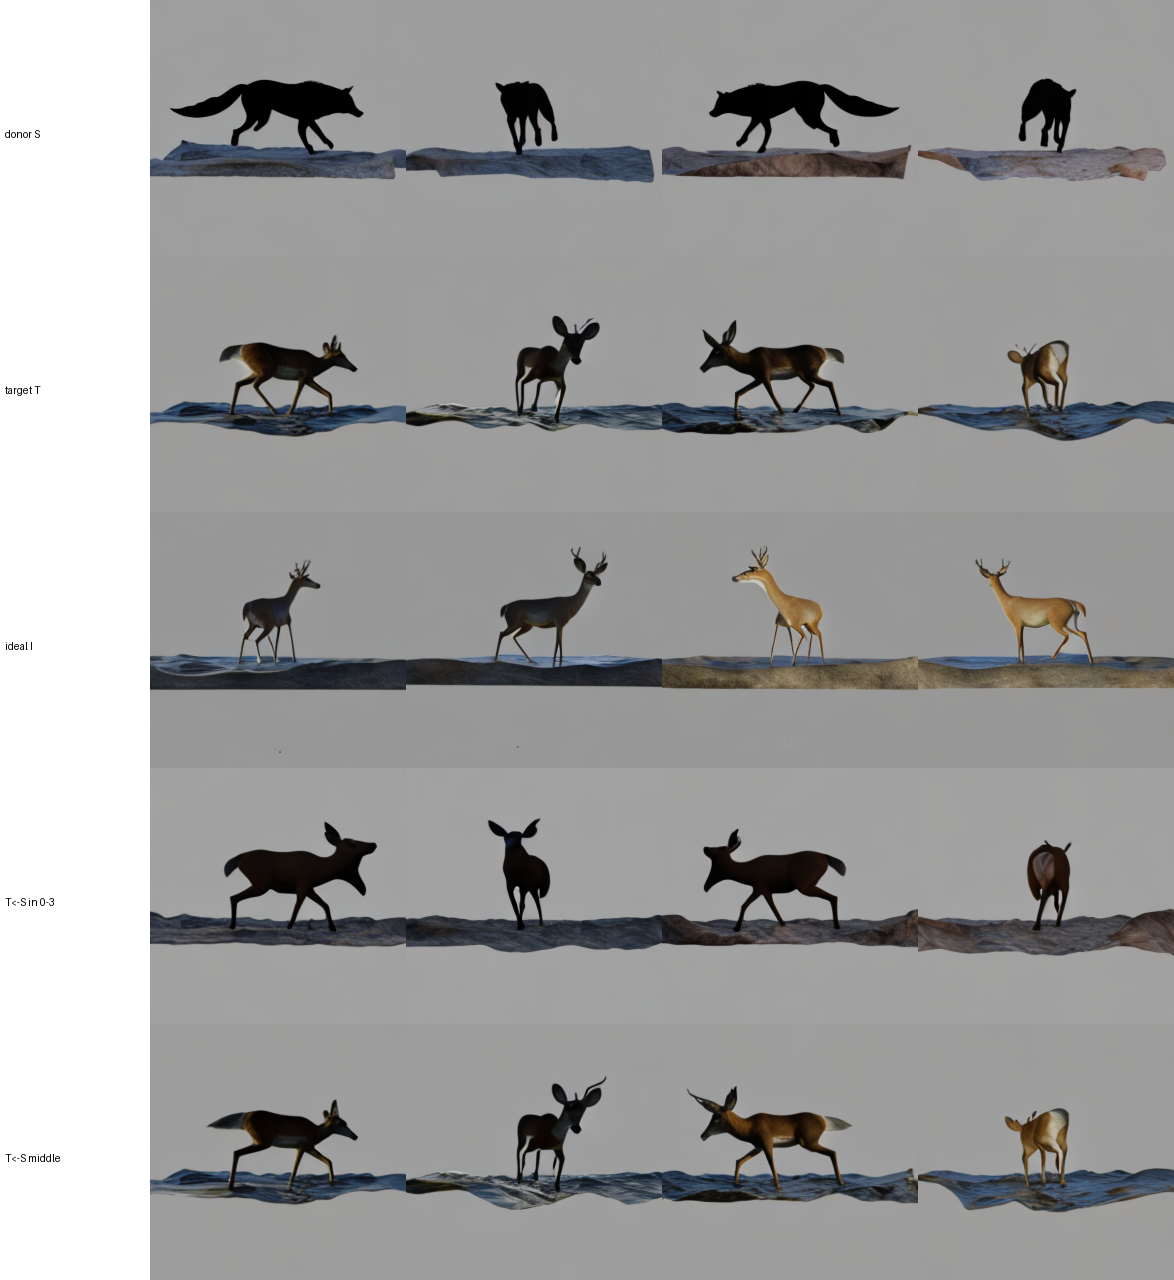 donor S
target T
ideal I
T<-S in 0-3
T<-S middle